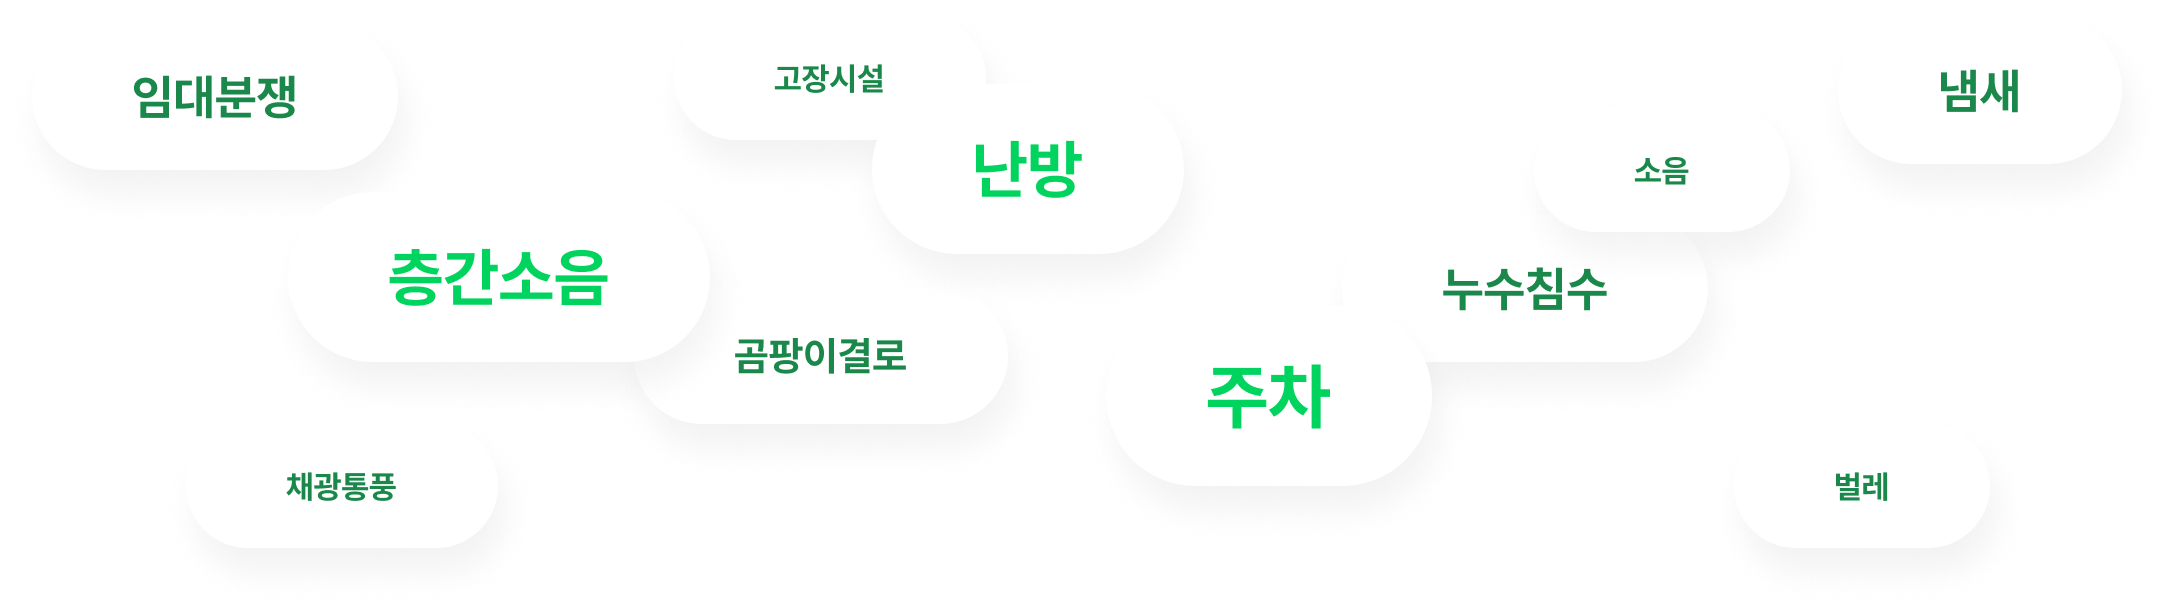 임대분쟁
고장시설
냄새
난방
소음
층간소음
누수침수
곰팡이결로
주차
채광통풍
벌레